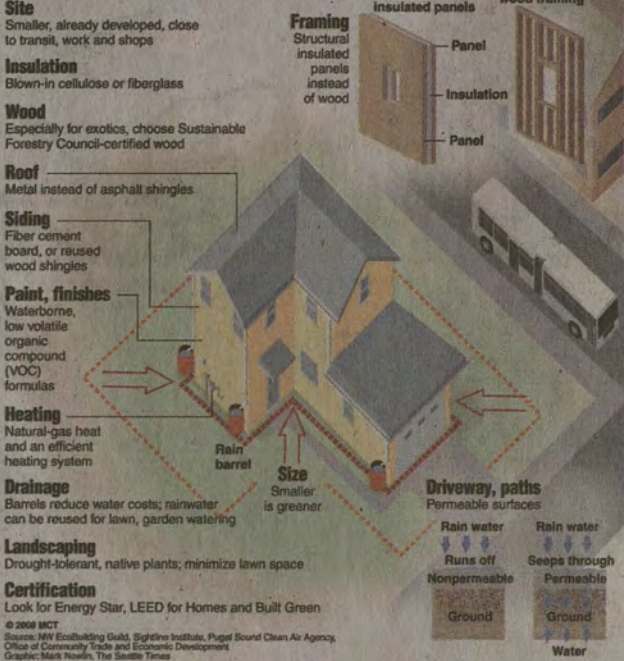 Site
Smaller, already developed, close
to transit, work and shops
Insulation
Blown-in cellulose or fiberglass
Wood
Especially for exotics, choose Sustainable
Forestry Council-certified wood
Roof
Metal instead of asphalt shingles
Siding
Fiber cement
board, or reused
wood shingles
Paint, finishes
Waterborne,
low volatile
organic
compound
(VOC)
formulas
Heating
Natural-gas heat
and an efficient
heating system
Drainage
Barrels reduce water costs; rainwater
can be reused for lawn, garden watering
Landscaping
Drought-tolerant, native plants; minimize lawn space
Certification
Look for Energy Star, LEED for Homes and Built Green
© 2008 MCT
Source: NW EcoBuilding Guild, Sightline Institute, Puget Sound Clean Air Agency,
Office of Community Trade and Economic Development
Graphic: Mark Nowlin, The Seattle Times
Framing
Structural
insulated
panels
instead
of wood
insulated panels
Panel
Insulation
Panel
wood framing
Rain
barrel
Size
Smaller
is greener
Driveway, paths
Permeable surfaces
Rain water
Runs off
Nonpermeable
Ground
Rain water
Seeps through
Permeable
Ground
Water